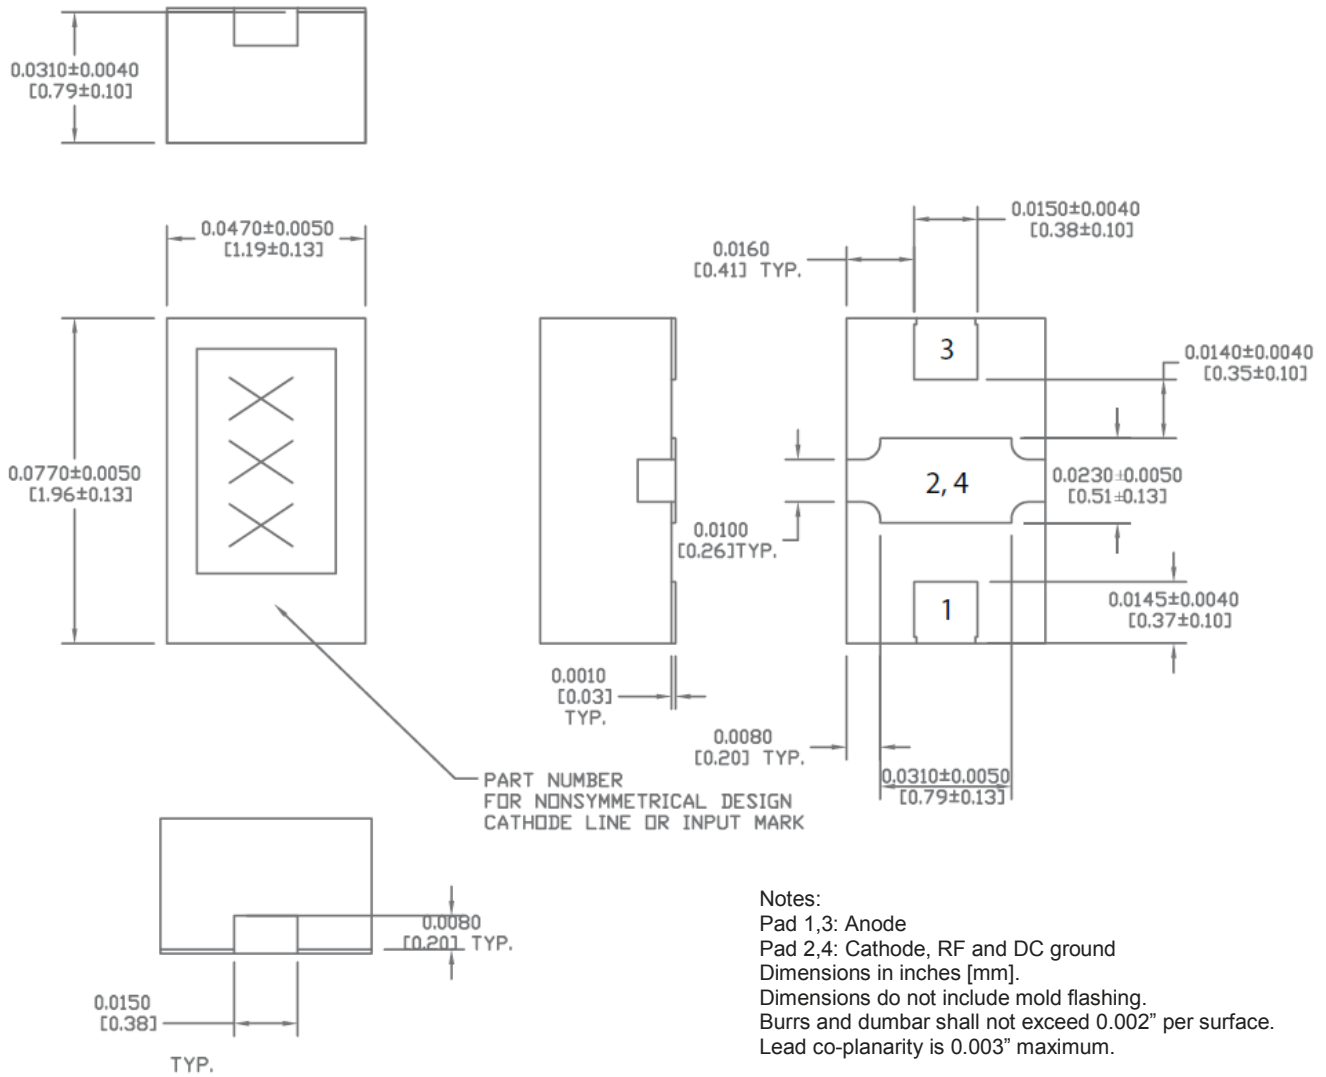 0.0310±0.0040
[0.79±0.10]
0.0470±0.0050
[1.19±0.13]
0.0150±0.0040
[0.38±0.10]
0.0160
[0.41] TYP.
3
0.0140±0.0040
[0.35±0.10]
0.0770±0.0050
[1.96±0.13]
2, 4
0.0230±0.0050
[0.51±0.13]
0.0100
[0.26]TYP.
1
0.0145±0.0040
[0.37±0.10]
0.0010
[0.03]
TYP.
0.0080
[0.20] TYP.
0.0310±0.0050
[0.79±0.13]
PART NUMBER
FOR NONSYMMETRICAL DESIGN
CATHODE LINE OR INPUT MARK
0.0080
[0.20] TYP.
0.0150
[0.38]
TYP.
Notes:
Pad 1,3: Anode
Pad 2,4: Cathode, RF and DC ground
Dimensions in inches [mm].
Dimensions do not include mold flashing.
Burrs and dumbar shall not exceed 0.002” per surface.
Lead co-planarity is 0.003” maximum.